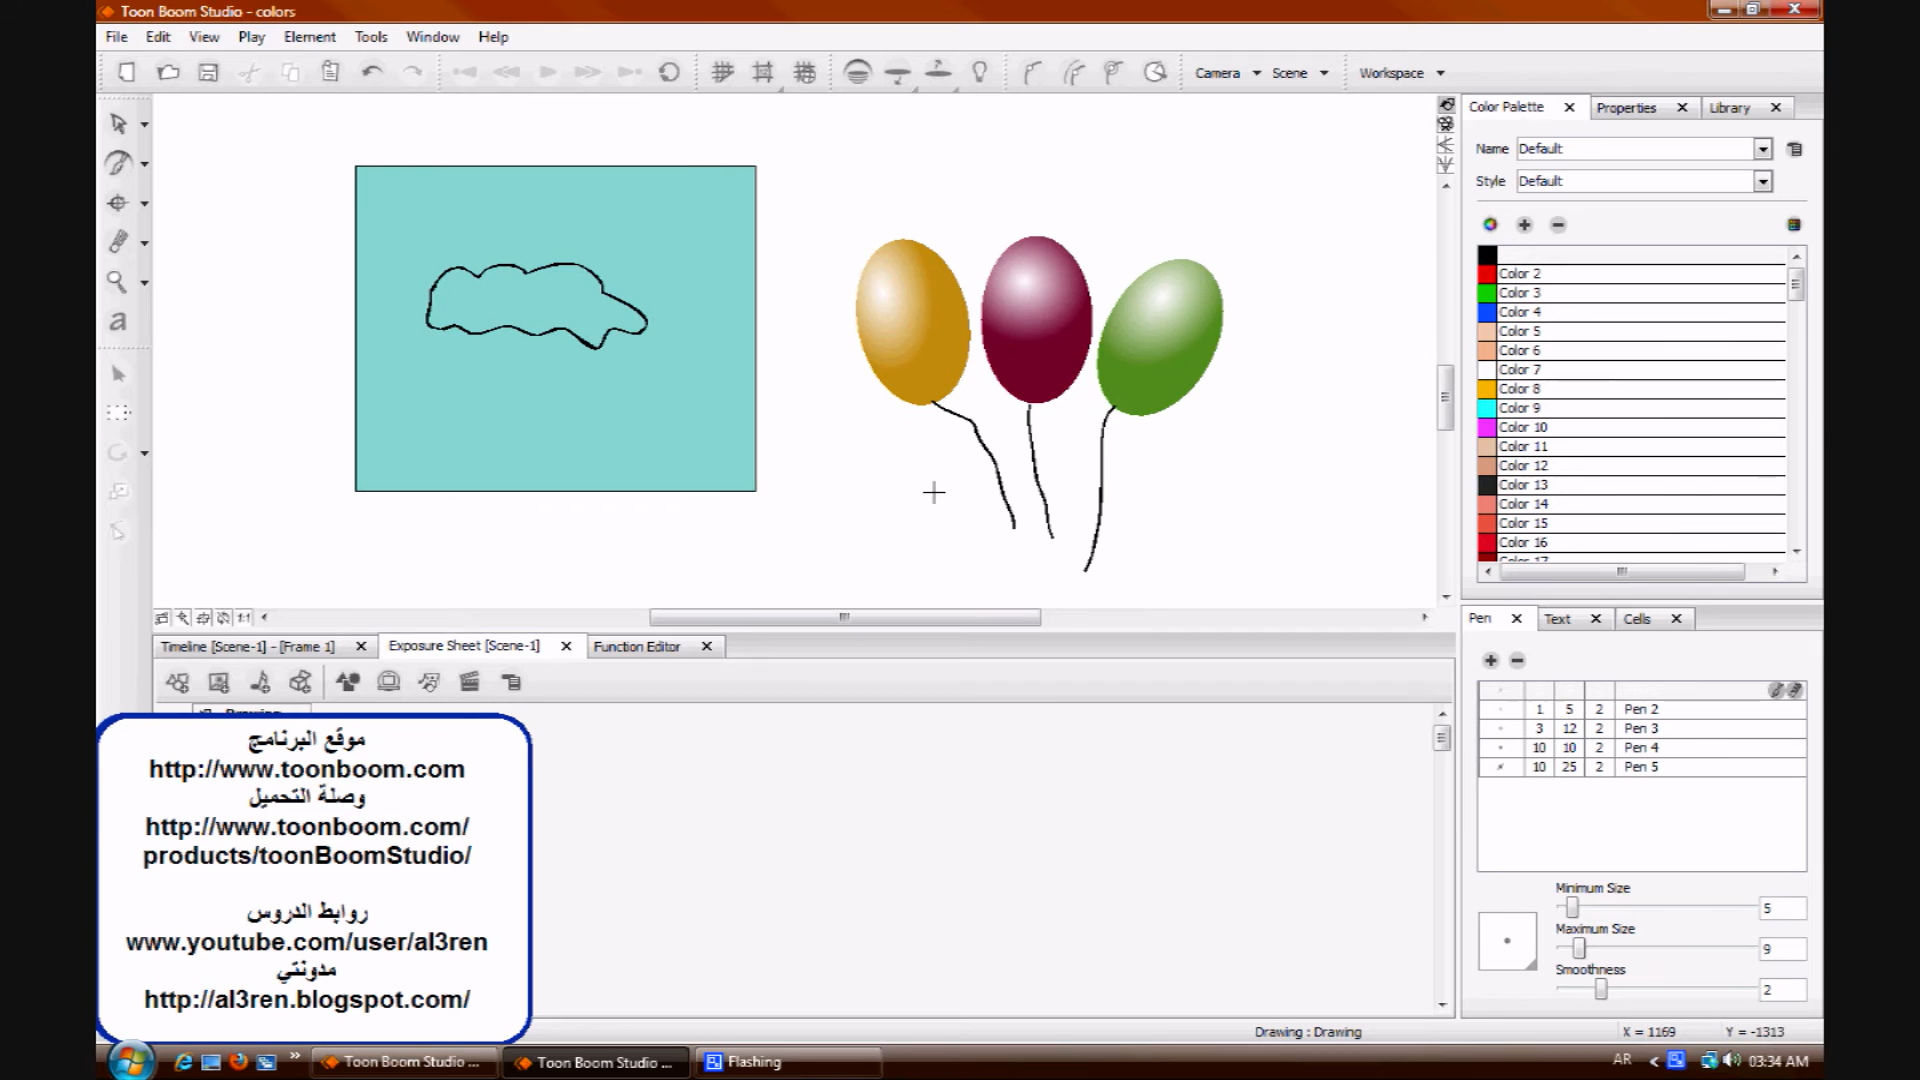 Toon Boom Studio - colors
File Edit View Play Element Tools Window Help
Camera Scene Workspace
Color Palette Properties Library
Name Default
Style Default
Color 2
Color 3
Color 4
Color 5
Color 6
Color 7
Color 8
Color 9
Color 10
Color 11
Color 12
Color 13
Color 14
Color 15
Color 16
Color 17
1:1
Timeline [Scene-1] - [Frame 1] Exposure Sheet [Scene-1] Function Editor
Drawing
Pen Text Cells
1 5 2 Pen 2
3 12 2 Pen 3
10 10 2 Pen 4
10 25 2 Pen 5
Minimum Size
5
Maximum Size
9
Smoothness
2
موقع البرنامج
http://www.toonboom.com
وصلة التحميل
http://www.toonboom.com/
products/toonBoomStudio/
روابط الدروس
www.youtube.com/user/al3ren
مدونتي
http://al3ren.blogspot.com/
Drawing : Drawing X = 1169 Y = -1313
Toon Boom Studio ... Toon Boom Studio ... Flashing AR 03:34 AM